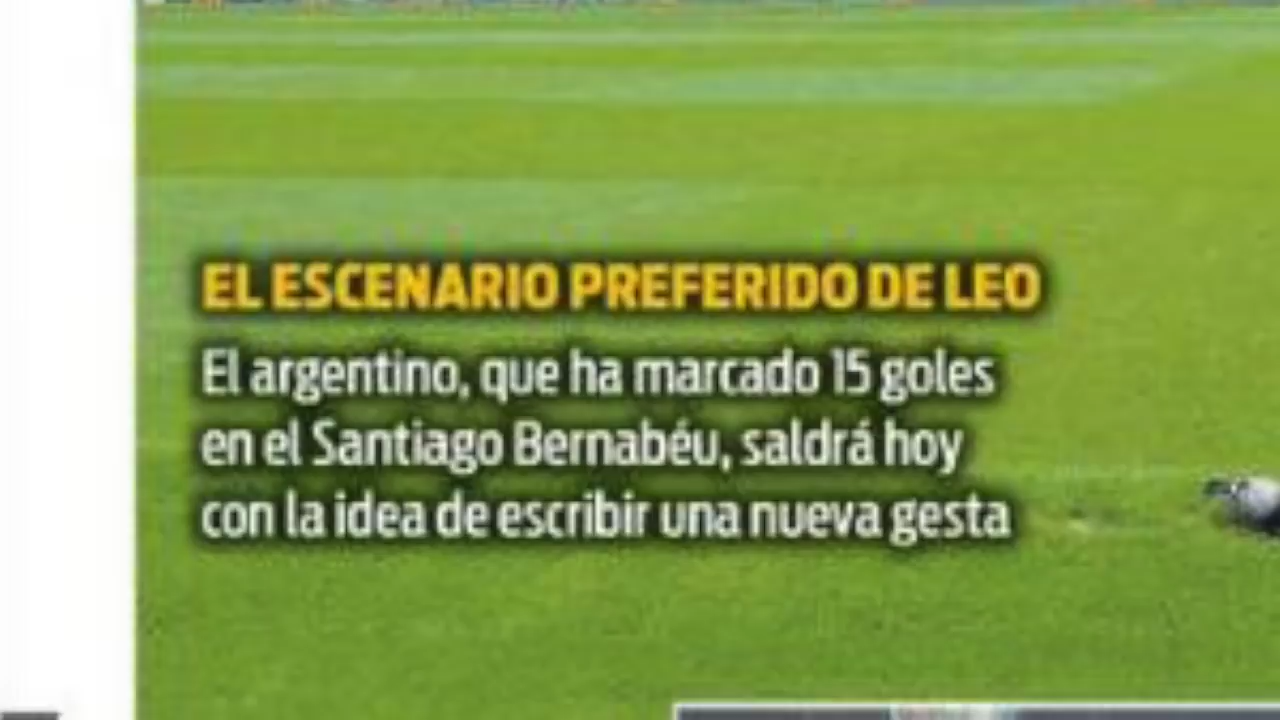 EL ESCENARIO PREFERIDO DE LEO
El argentino, que ha marcado 15 goles
en el Santiago Bernabéu, saldrá hoy
con la idea de escribir una nueva gesta